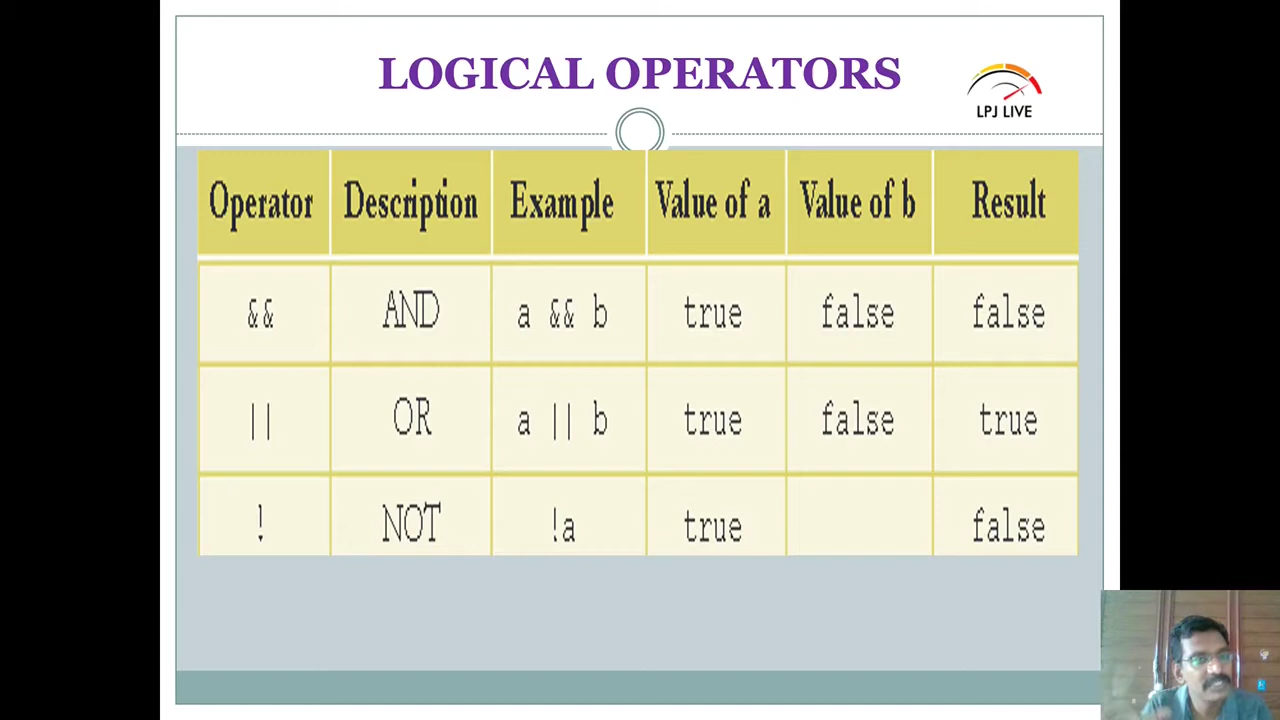 LOGICAL OPERATORS
LPJ LIVE
Operator Description Example Value of a Value of b Result
&& AND a && b true false false
|| OR a || b true false true
! NOT !a true false